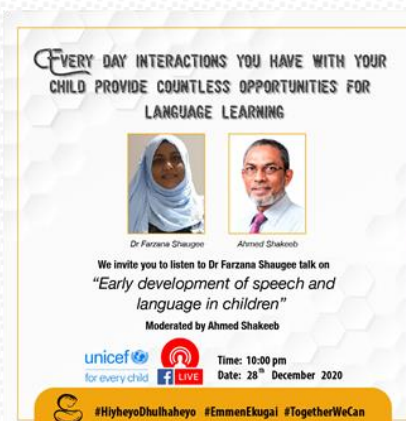 EVERY DAY INTERACTIONS YOU HAVE WITH YOUR
CHILD PROVIDE COUNTLESS OPPORTUNITIES FOR
LANGUAGE LEARNING
Dr Farzana Shaugee
Ahmed Shakeeb
We invite you to listen to Dr Farzana Shaugee talk on
“Early development of speech and
language in children”
Moderated by Ahmed Shakeeb
unicef
for every child
f LIVE
Time: 10:00 pm
Date: 28th December 2020
#HiyheyoDhulhaheyo #EmmenEkugai #TogetherWeCan